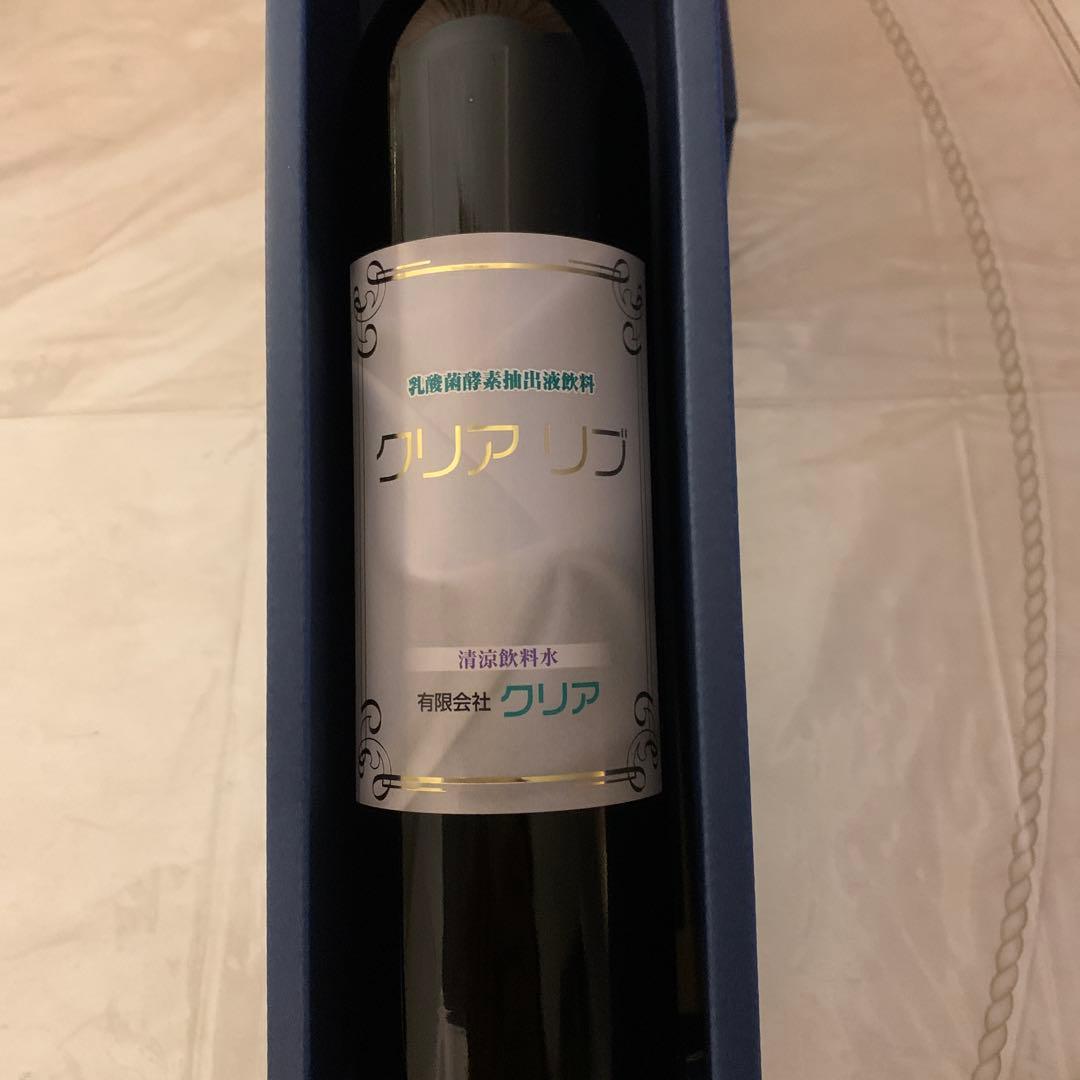 乳酸菌酵素抽出液飲料
クリア リブ
清涼飲料水
有限会社 クリア